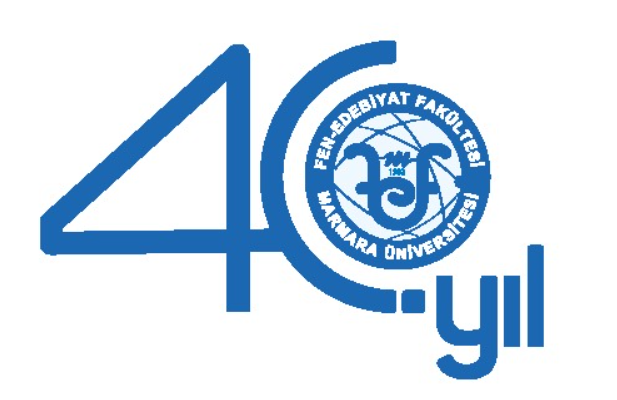 40.yıl
FEN-EDEBİYAT FAKÜLTESİ
MARMARA ÜNİVERSİTESİ